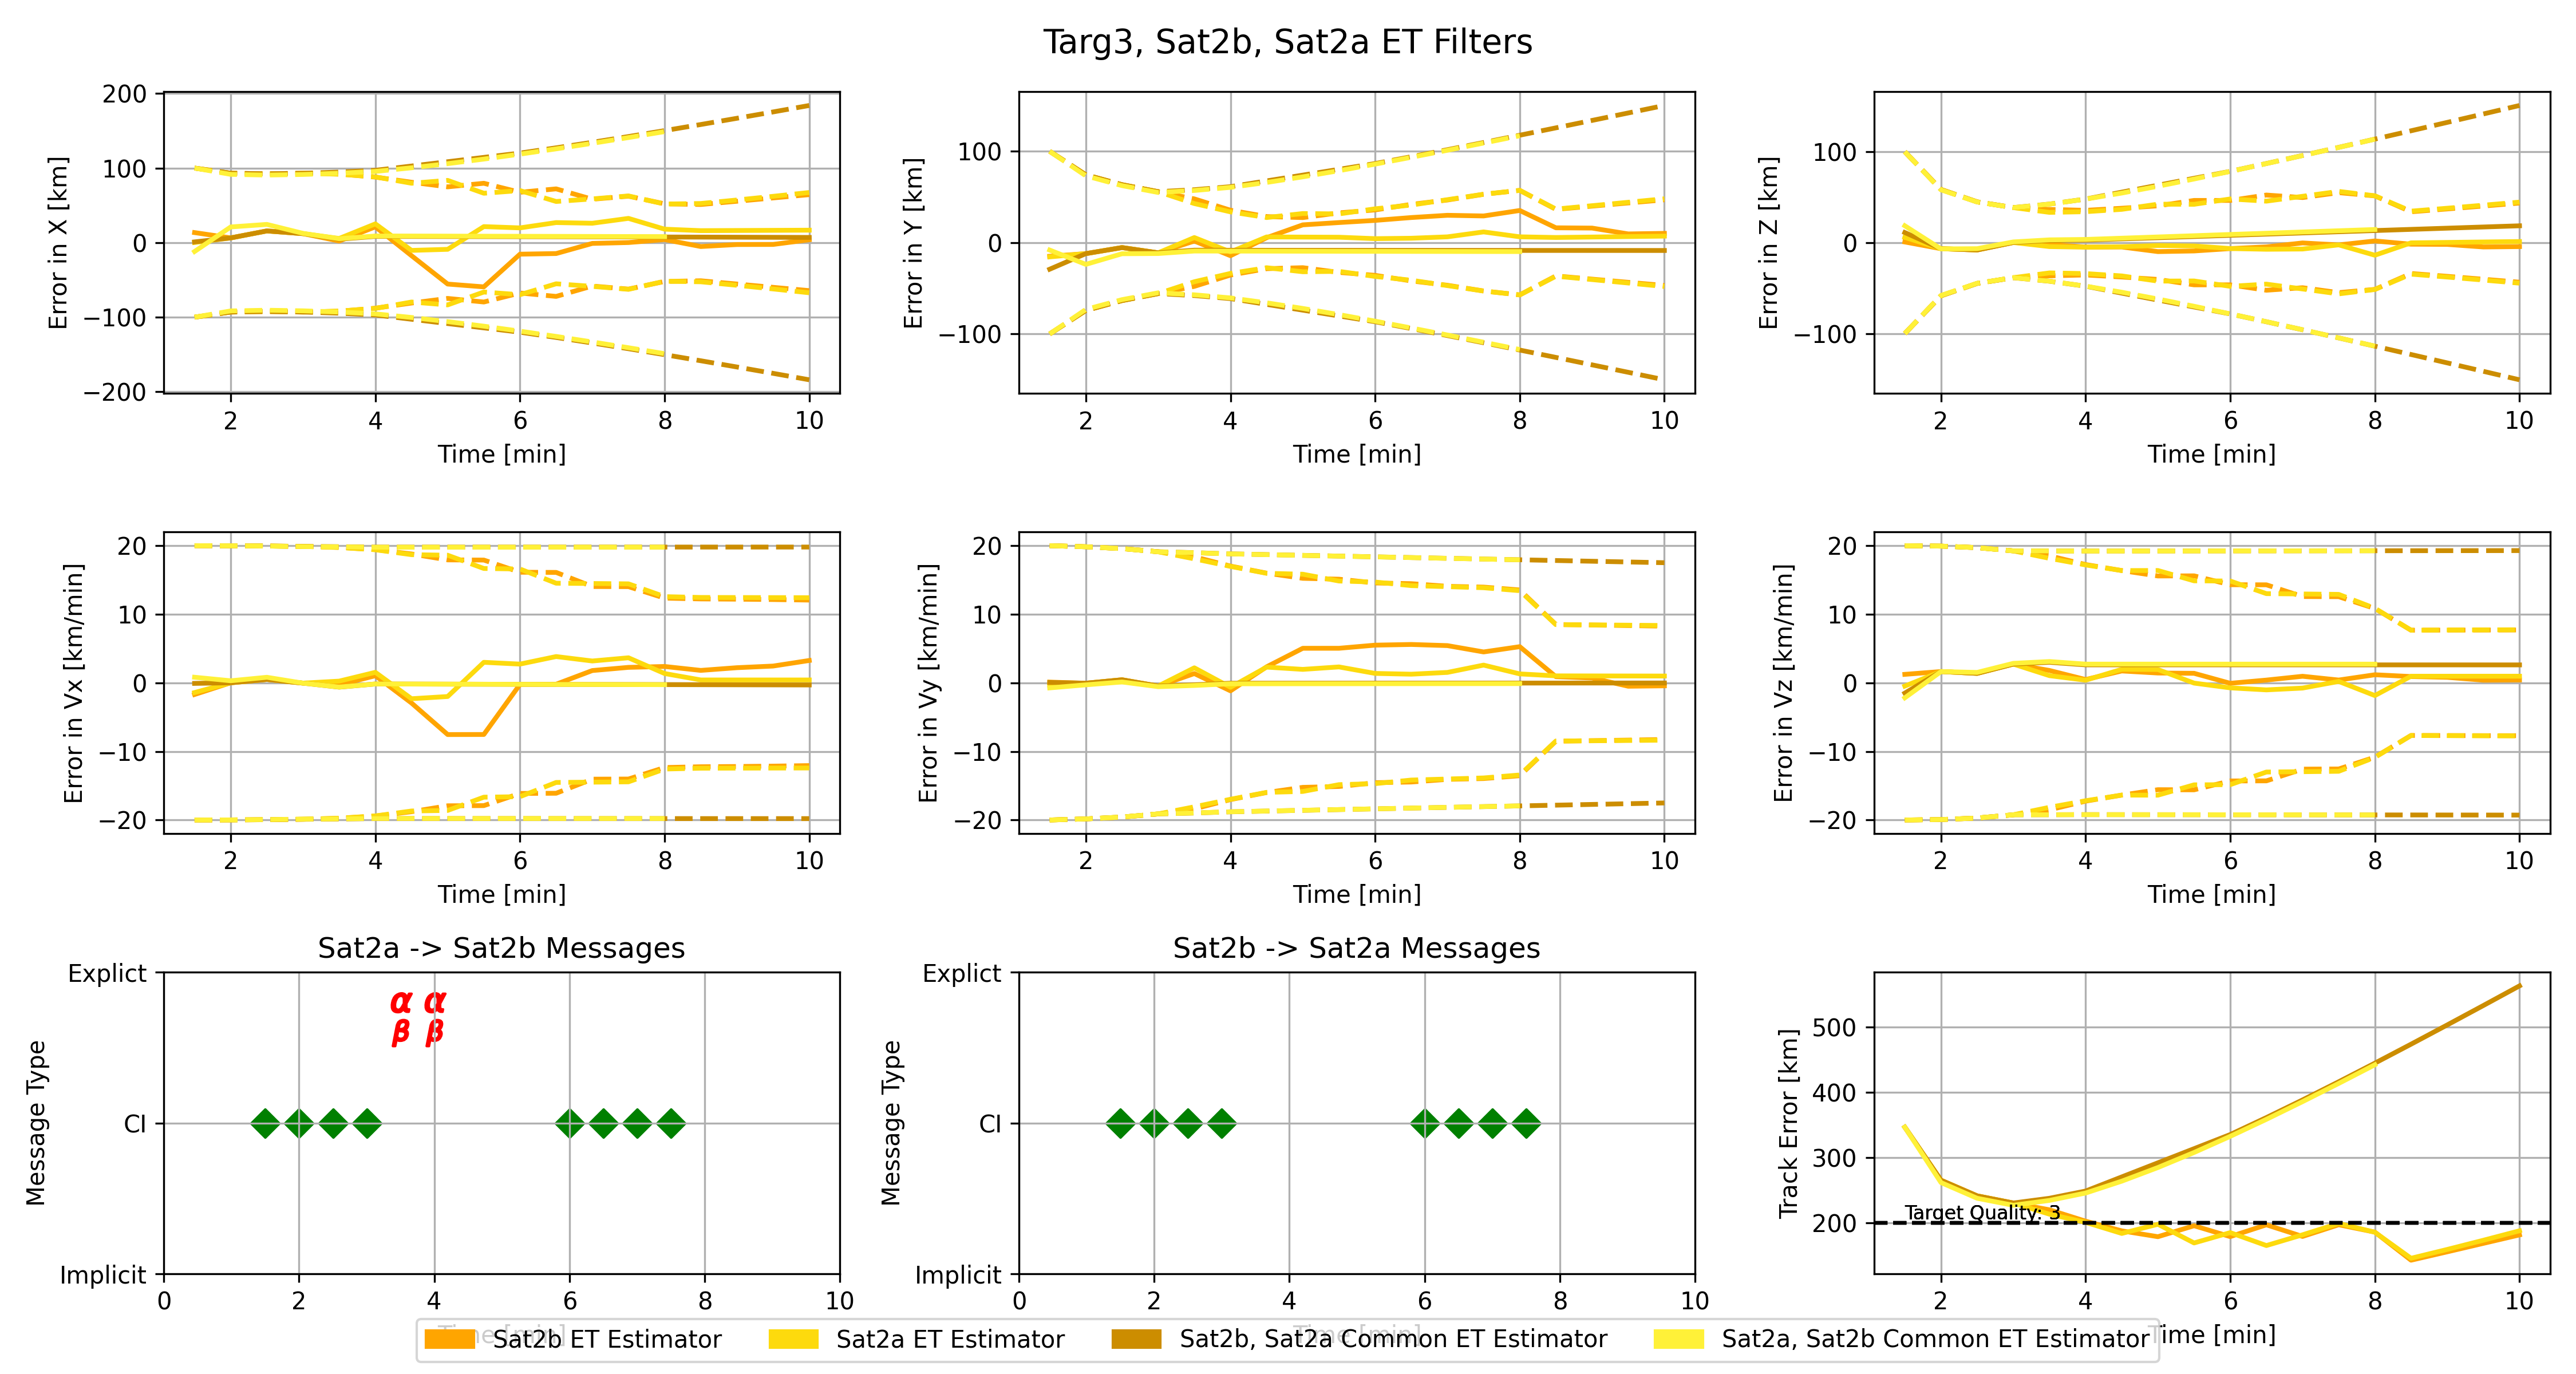 Targ3, Sat2b, Sat2a ET Filters
Error in X [km]
200
100
0
−100
−200
2 4 6 8 10
Time [min]
Error in Y [km]
100
0
−100
2 4 6 8 10
Time [min]
Error in Z [km]
100
0
−100
2 4 6 8 10
Time [min]
Error in Vx [km/min]
20
10
0
−10
−20
2 4 6 8 10
Time [min]
Error in Vy [km/min]
20
10
0
−10
−20
2 4 6 8 10
Time [min]
Error in Vz [km/min]
20
10
0
−10
−20
2 4 6 8 10
Time [min]
Sat2a -> Sat2b Messages
Message Type
Explict
α α
β β
CI
Implicit
0 2 4 6 8 10
Time [min]
Sat2b -> Sat2a Messages
Message Type
Explict
CI
Implicit
0 2 4 6 8 10
Time [min]
Track Error [km]
500
400
300
200
Target Quality: 3
2 4 6 8 10
Time [min]
Sat2b ET Estimator
Sat2a ET Estimator
Sat2b, Sat2a Common ET Estimator
Sat2a, Sat2b Common ET Estimator